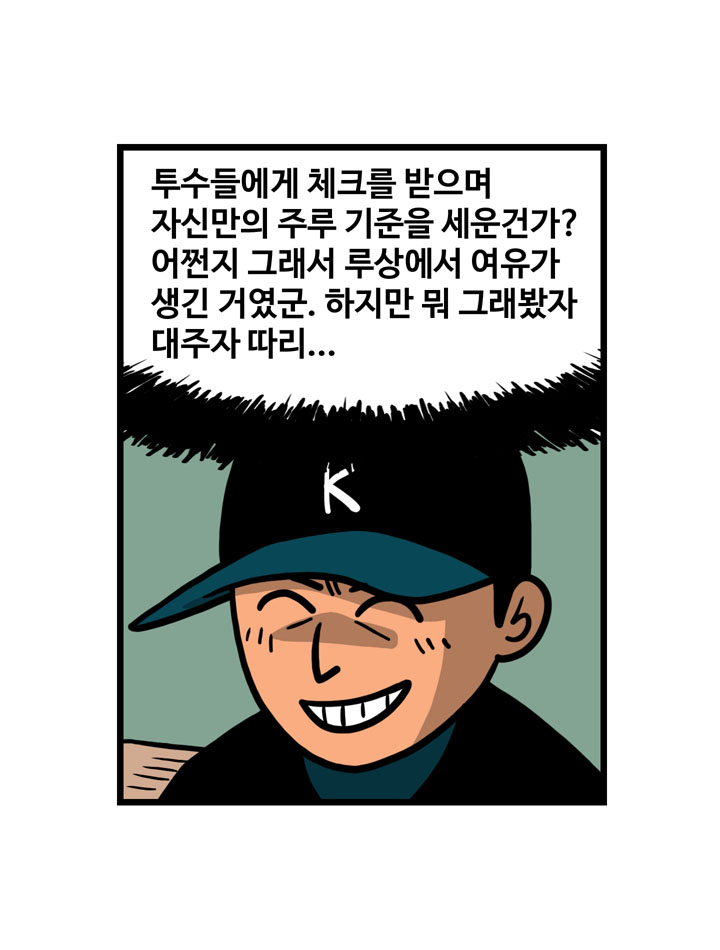 투수들에게 체크를 받으며
자신만의 주루 기준을 세운건가?
어쩐지 그래서 루상에서 여유가
생긴 거였군. 하지만 뭐 그래봤자
대주자 따리...
K